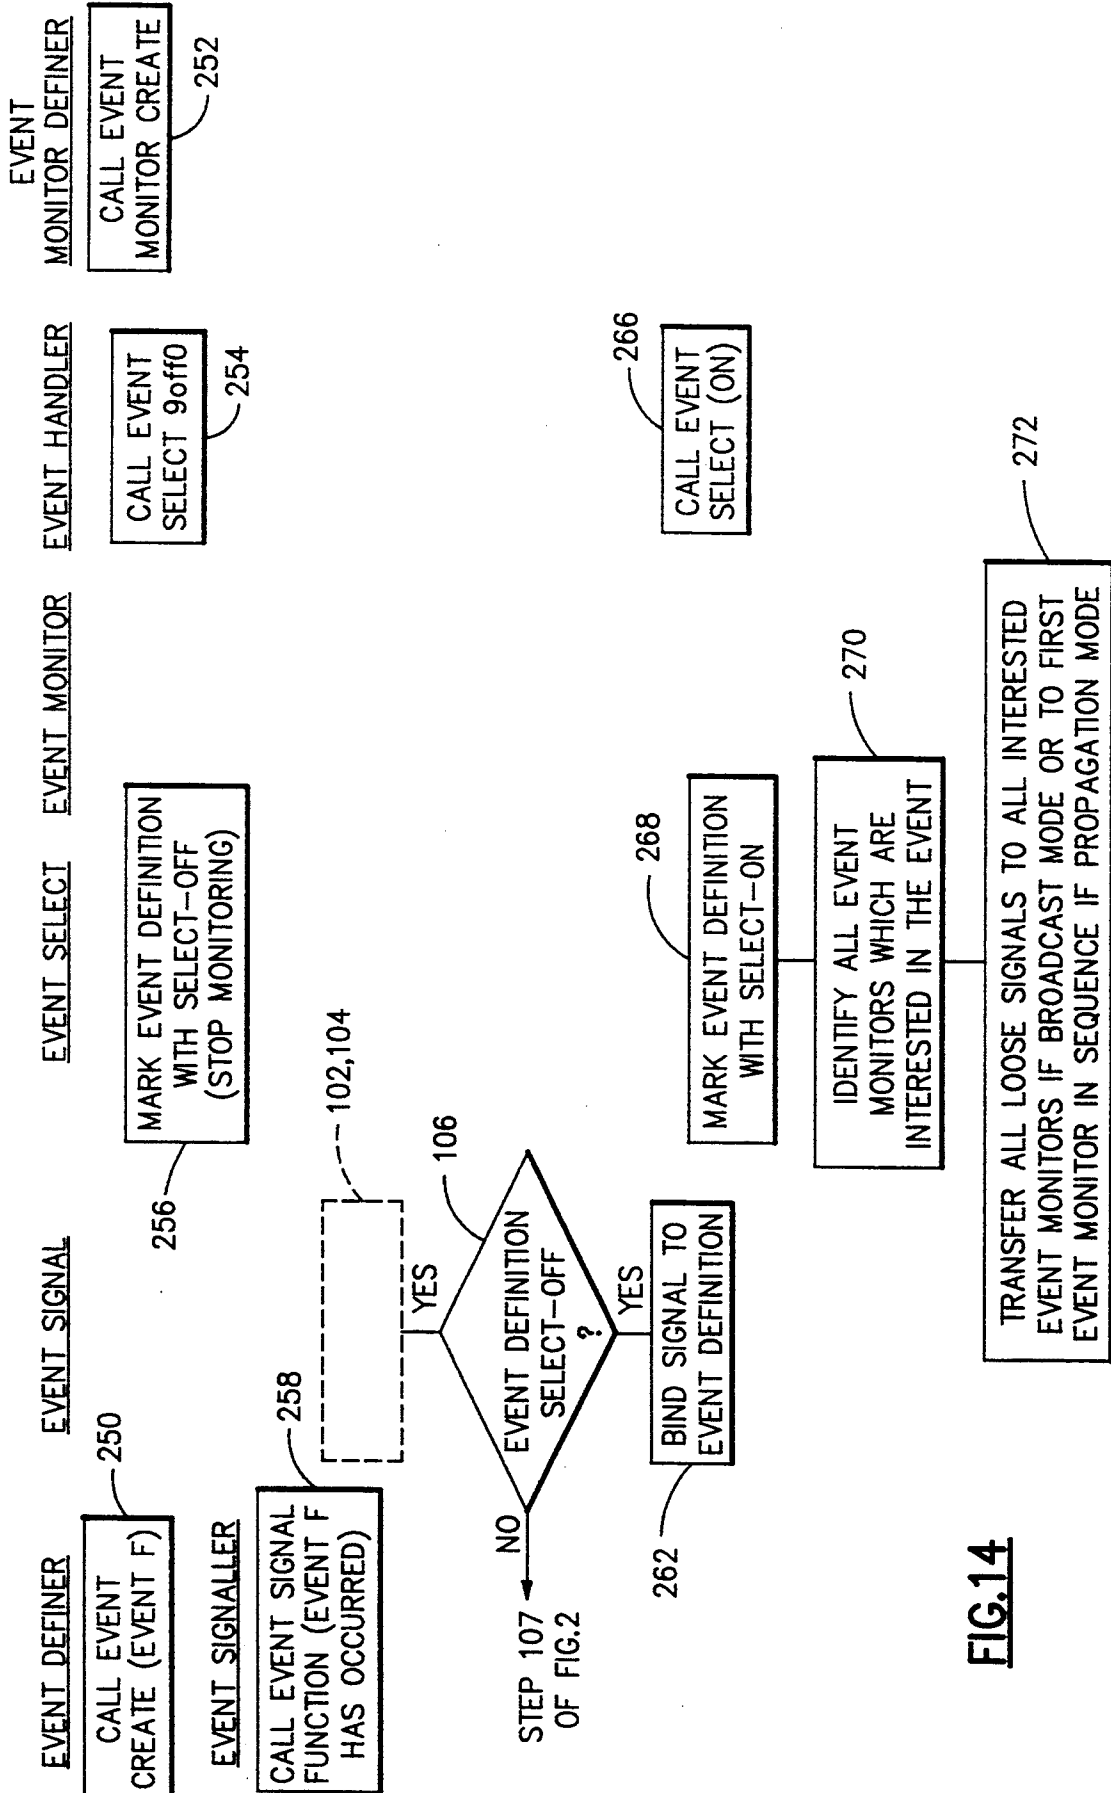 EVENT DEFINER
EVENT SIGNAL
EVENT SELECT
EVENT MONITOR
EVENT HANDLER
EVENT
MONITOR DEFINER
CALL EVENT
CREATE (EVENT F)
250
MARK EVENT DEFINITION
WITH SELECT-OFF
(STOP MONITORING)
256
CALL EVENT
SELECT 9off0
254
CALL EVENT
MONITOR CREATE
252
EVENT SIGNALLER
CALL EVENT SIGNAL
FUNCTION (EVENT F
HAS OCCURRED)
258
102,104
YES
106
EVENT DEFINITION
SELECT-OFF
?
NO
STEP 107
OF FIG.2
YES
BIND SIGNAL TO
EVENT DEFINITION
262
CALL EVENT
SELECT (ON)
266
MARK EVENT DEFINITION
WITH SELECT-ON
268
IDENTIFY ALL EVENT
MONITORS WHICH ARE
INTERESTED IN THE EVENT
270
TRANSFER ALL LOOSE SIGNALS TO ALL INTERESTED
EVENT MONITORS IF BROADCAST MODE OR TO FIRST
EVENT MONITOR IN SEQUENCE IF PROPAGATION MODE
272
FIG.14